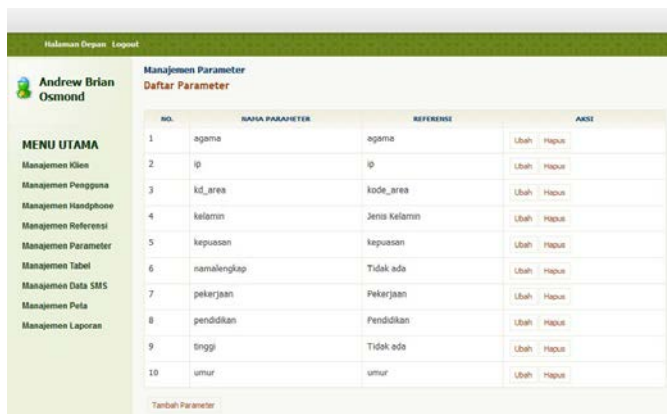 Halaman Depan Logout
Andrew Brian
Osmond
MENU UTAMA
Manajemen Klien
Manajemen Pengguna
Manajemen Handphone
Manajemen Referensi
Manajemen Parameter
Manajemen Tabel
Manajemen Data SMS
Manajemen Peta
Manajemen Laporan
Manajemen Parameter
Daftar Parameter
NO. NAMA PARAMETER REFERENSI AKSI
1 agama agama Ubah Hapus
2 ip ip Ubah Hapus
3 kd_area kode_area Ubah Hapus
4 kelamin Jenis Kelamin Ubah Hapus
5 kepuasan kepuasan Ubah Hapus
6 namalengkap Tidak ada Ubah Hapus
7 pekerjaan Pekerjaan Ubah Hapus
8 pendidikan Pendidikan Ubah Hapus
9 tinggi Tidak ada Ubah Hapus
10 umur umur Ubah Hapus
Tambah Parameter